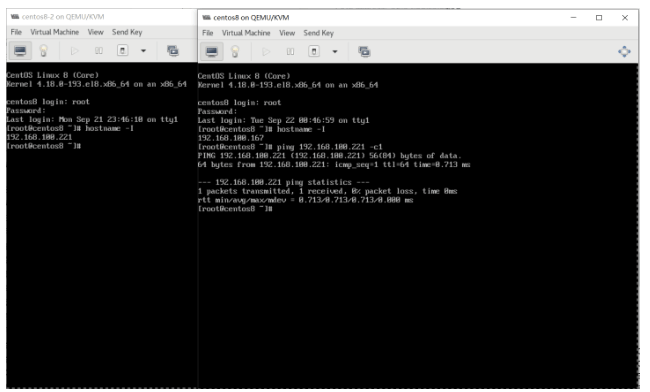 centos8-2 on QEMU/KVM
File Virtual Machine View Send Key
CentOS Linux 8 (Core)
Kernel 4.18.0-193.el8.x86_64 on an x86_64
centos8 login: root
Password:
Last login: Mon Sep 21 23:46:10 on tty1
[root@centos8 ~]# hostname -I
192.168.100.221
[root@centos8 ~]#
centos8 on QEMU/KVM
File Virtual Machine View Send Key
CentOS Linux 8 (Core)
Kernel 4.18.0-193.el8.x86_64 on an x86_64
centos8 login: root
Password:
Last login: Tue Sep 22 00:46:59 on tty1
[root@centos8 ~]# hostname -I
192.168.100.167
[root@centos8 ~]# ping 192.168.100.221 -c1
PING 192.168.100.221 (192.168.100.221) 56(84) bytes of data.
64 bytes from 192.168.100.221: icmp_seq=1 ttl=64 time=0.713 ms
--- 192.168.100.221 ping statistics ---
1 packets transmitted, 1 received, 0% packet loss, time 0ms
rtt min/avg/max/mdev = 0.713/0.713/0.713/0.000 ms
[root@centos8 ~]#